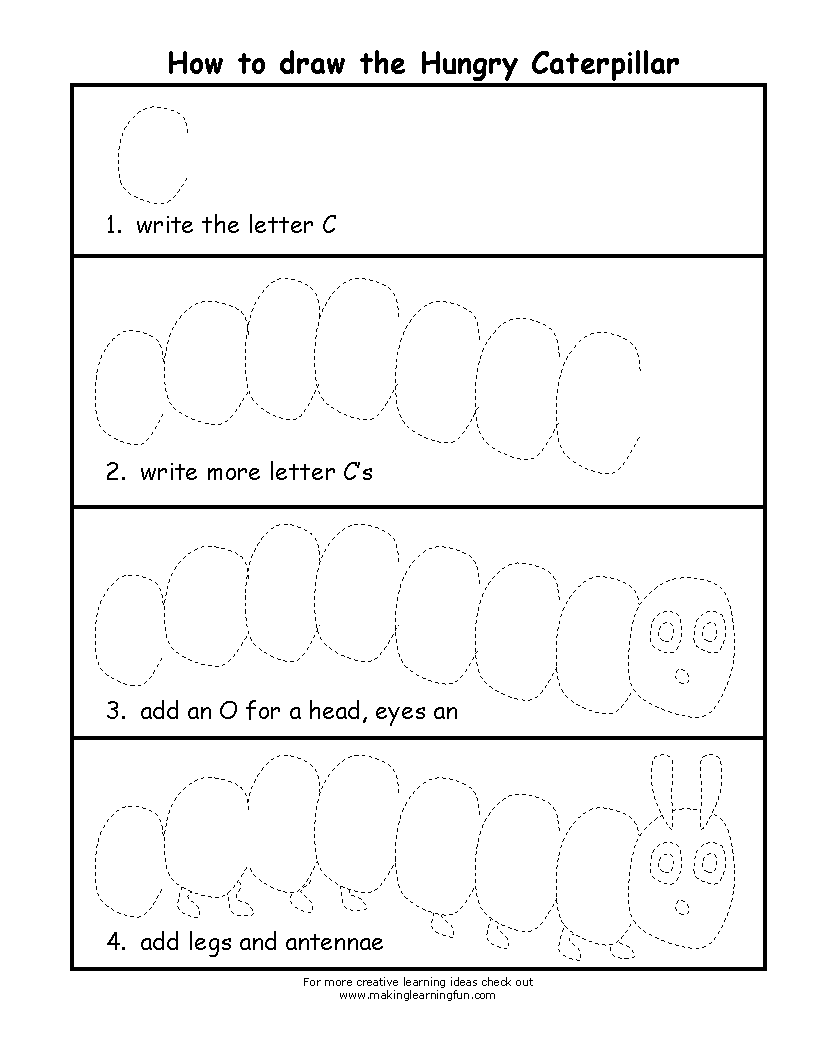 How to draw the Hungry Caterpillar
1. write the letter C
2. write more letter C's
3. add an O for a head, eyes an
4. add legs and antennae
For more creative learning ideas check out
www.makinglearningfun.com